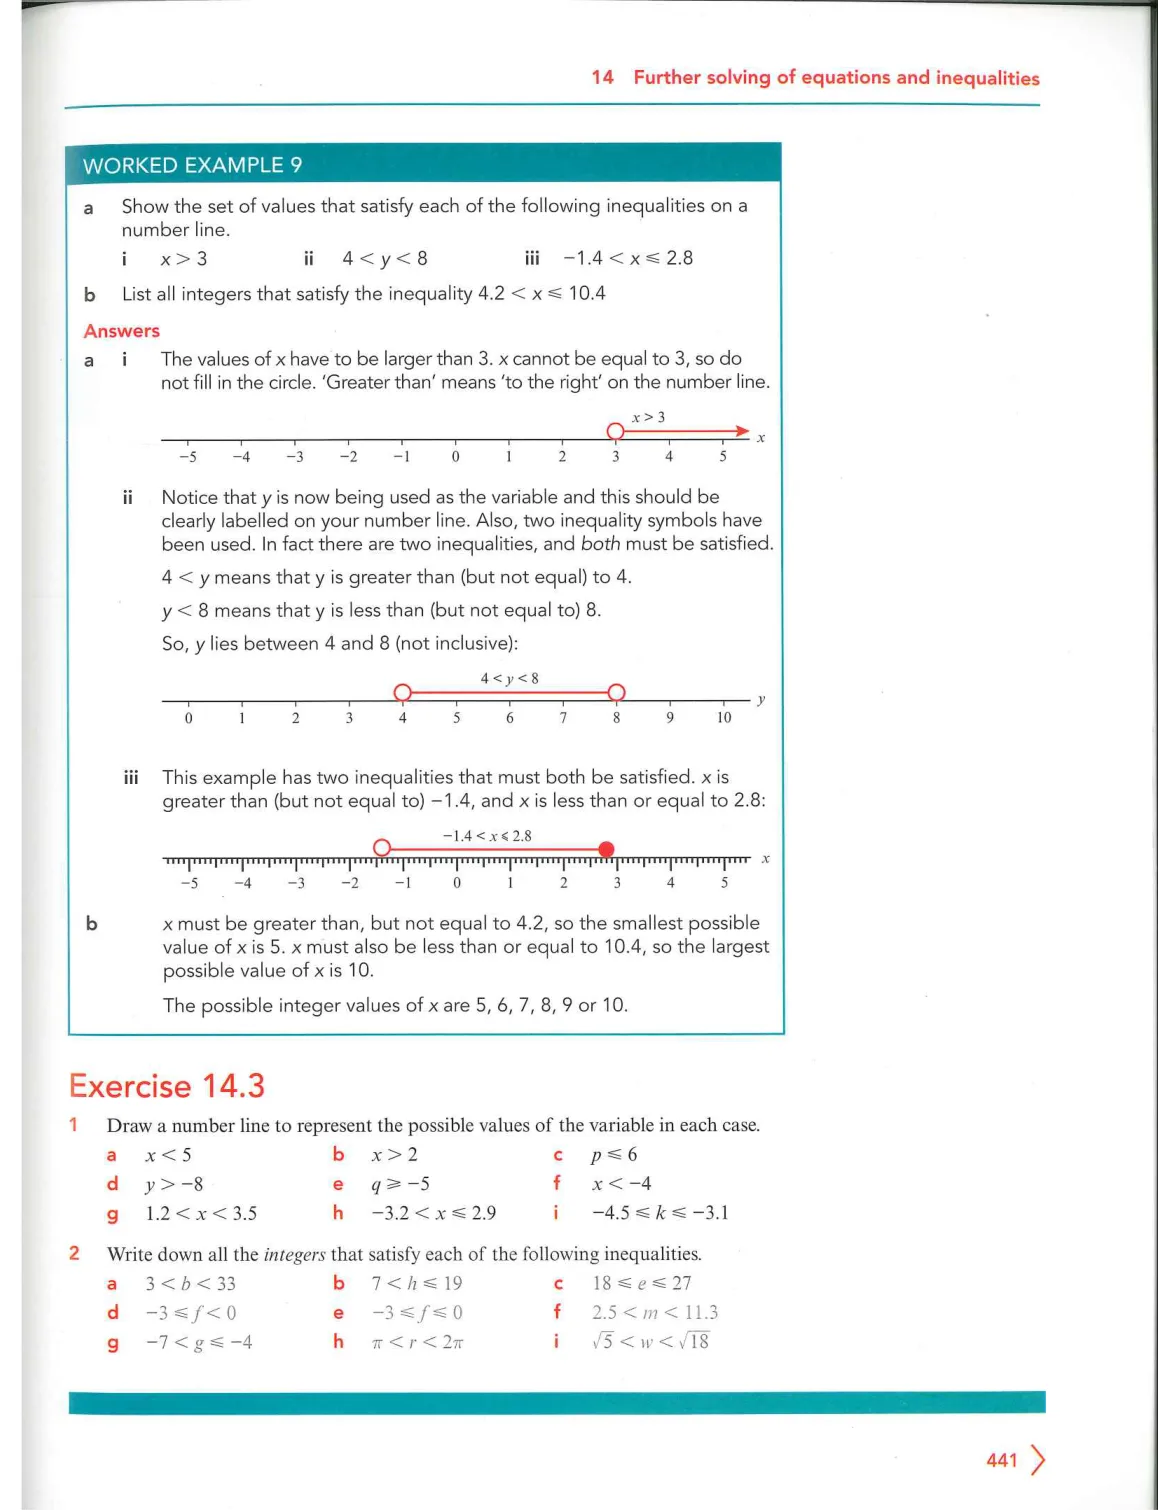 14 Further solving of equations and inequalities
WORKED EXAMPLE 9
a Show the set of values that satisfy each of the following inequalities on a
number line.
i x > 3 ii 4 < y < 8 iii −1.4 < x ⩽ 2.8
b List all integers that satisfy the inequality 4.2 < x ⩽ 10.4
Answers
a i The values of x have to be larger than 3. x cannot be equal to 3, so do
not fill in the circle. ‘Greater than’ means ‘to the right’ on the number line.
x > 3
x
−5 −4 −3 −2 −1 0 1 2 3 4 5
ii Notice that y is now being used as the variable and this should be
clearly labelled on your number line. Also, two inequality symbols have
been used. In fact there are two inequalities, and both must be satisfied.
4 < y means that y is greater than (but not equal) to 4.
y < 8 means that y is less than (but not equal to) 8.
So, y lies between 4 and 8 (not inclusive):
4 < y < 8
y
0 1 2 3 4 5 6 7 8 9 10
iii This example has two inequalities that must both be satisfied. x is
greater than (but not equal to) −1.4, and x is less than or equal to 2.8:
−1.4 < x ⩽ 2.8
x
−5 −4 −3 −2 −1 0 1 2 3 4 5
b x must be greater than, but not equal to 4.2, so the smallest possible
value of x is 5. x must also be less than or equal to 10.4, so the largest
possible value of x is 10.
The possible integer values of x are 5, 6, 7, 8, 9 or 10.
Exercise 14.3
1 Draw a number line to represent the possible values of the variable in each case.
a x < 5 b x > 2 c p ⩽ 6
d y > −8 e q ⩾ −5 f x < −4
g 1.2 < x < 3.5 h −3.2 < x ⩽ 2.9 i −4.5 ⩽ k ⩽ −3.1
2 Write down all the integers that satisfy each of the following inequalities.
a 3 < b < 33 b 7 < h ⩽ 19 c 18 ⩽ e ⩽ 27
d −3 ⩽ f < 0 e −3 ⩽ f ⩽ 0 f 2.5 < m < 11.3
g −7 < g ⩽ −4 h π < r < 2π i √5 < w < √18
441